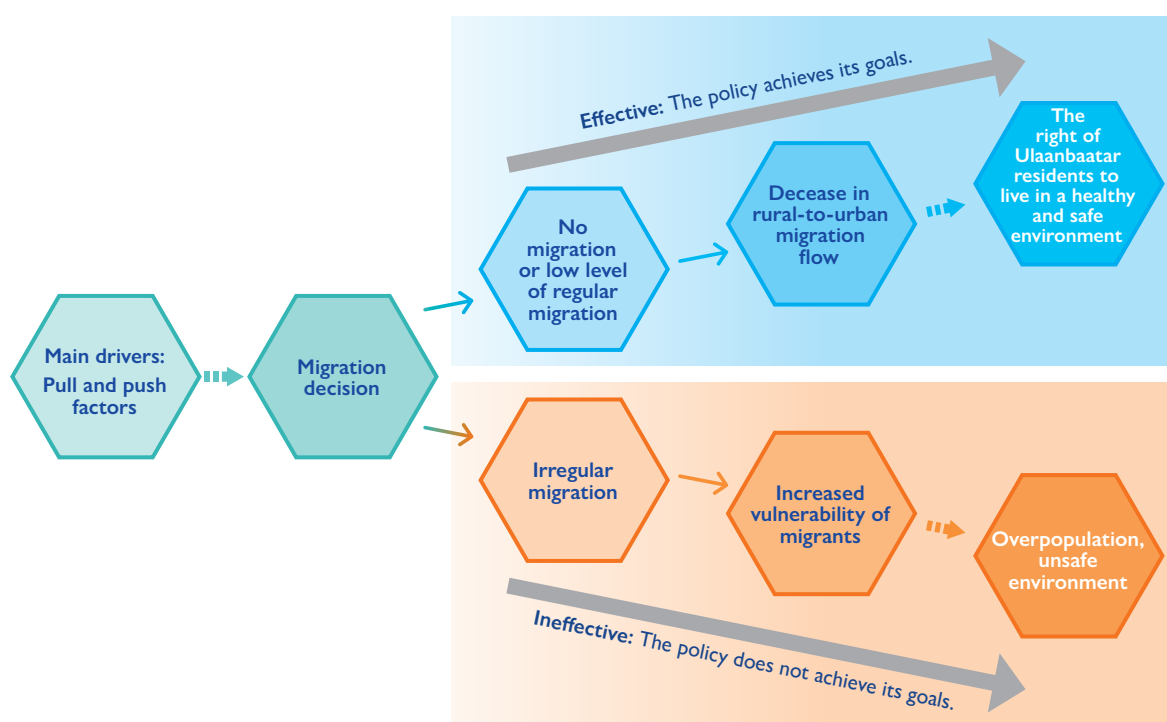 Main drivers:
Pull and push
factors
Migration
decision
Effective: The policy achieves its goals.
No
migration
or low level
of regular
migration
Decease in
rural-to-urban
migration
flow
The
right of
Ulaanbaatar
residents to
live in a healthy
and safe
environment
Irregular
migration
Increased
vulnerability of
migrants
Overpopulation,
unsafe
environment
Ineffective: The policy does not achieve its goals.